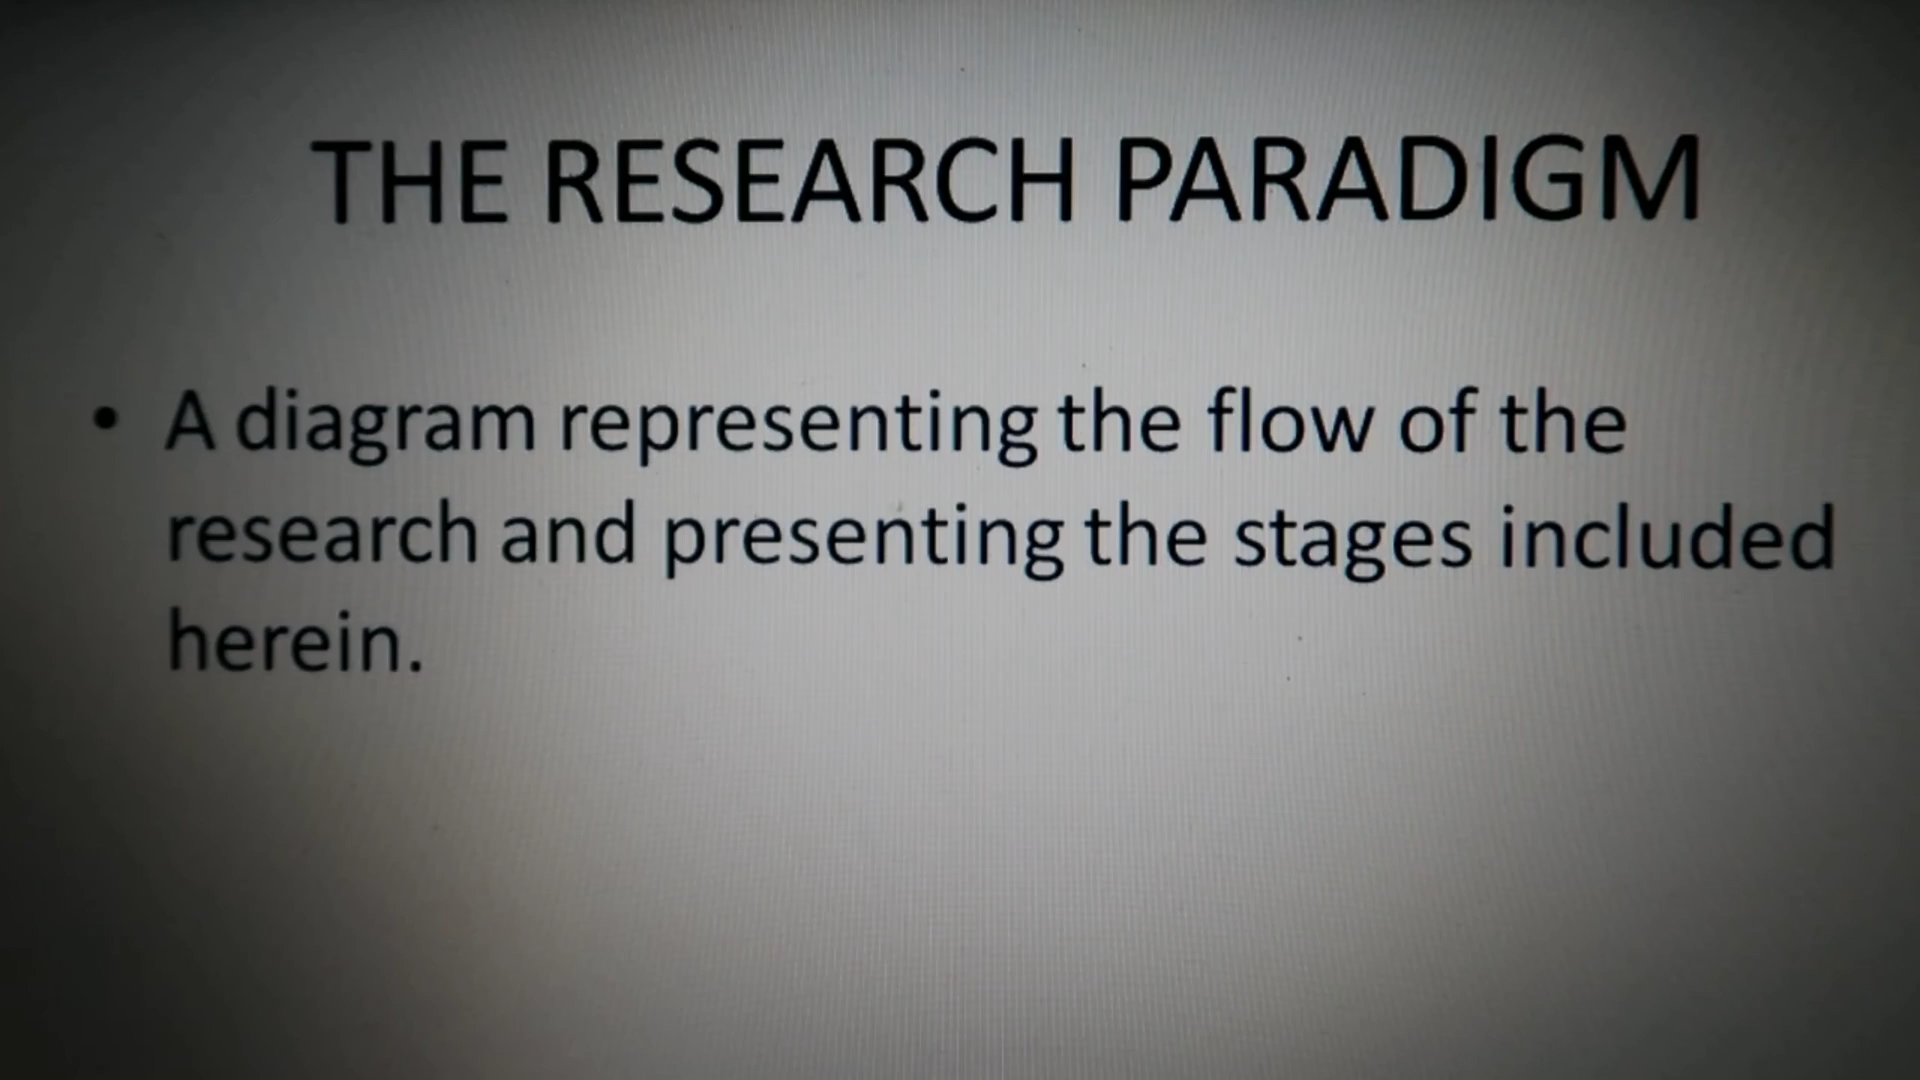 THE RESEARCH PARADIGM
• A diagram representing the flow of the
research and presenting the stages included
herein.